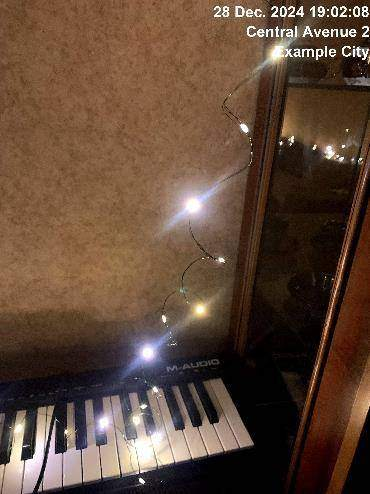 28 Dec. 2024 19:02:08
Central Avenue 2
Example City
M-AUDIO